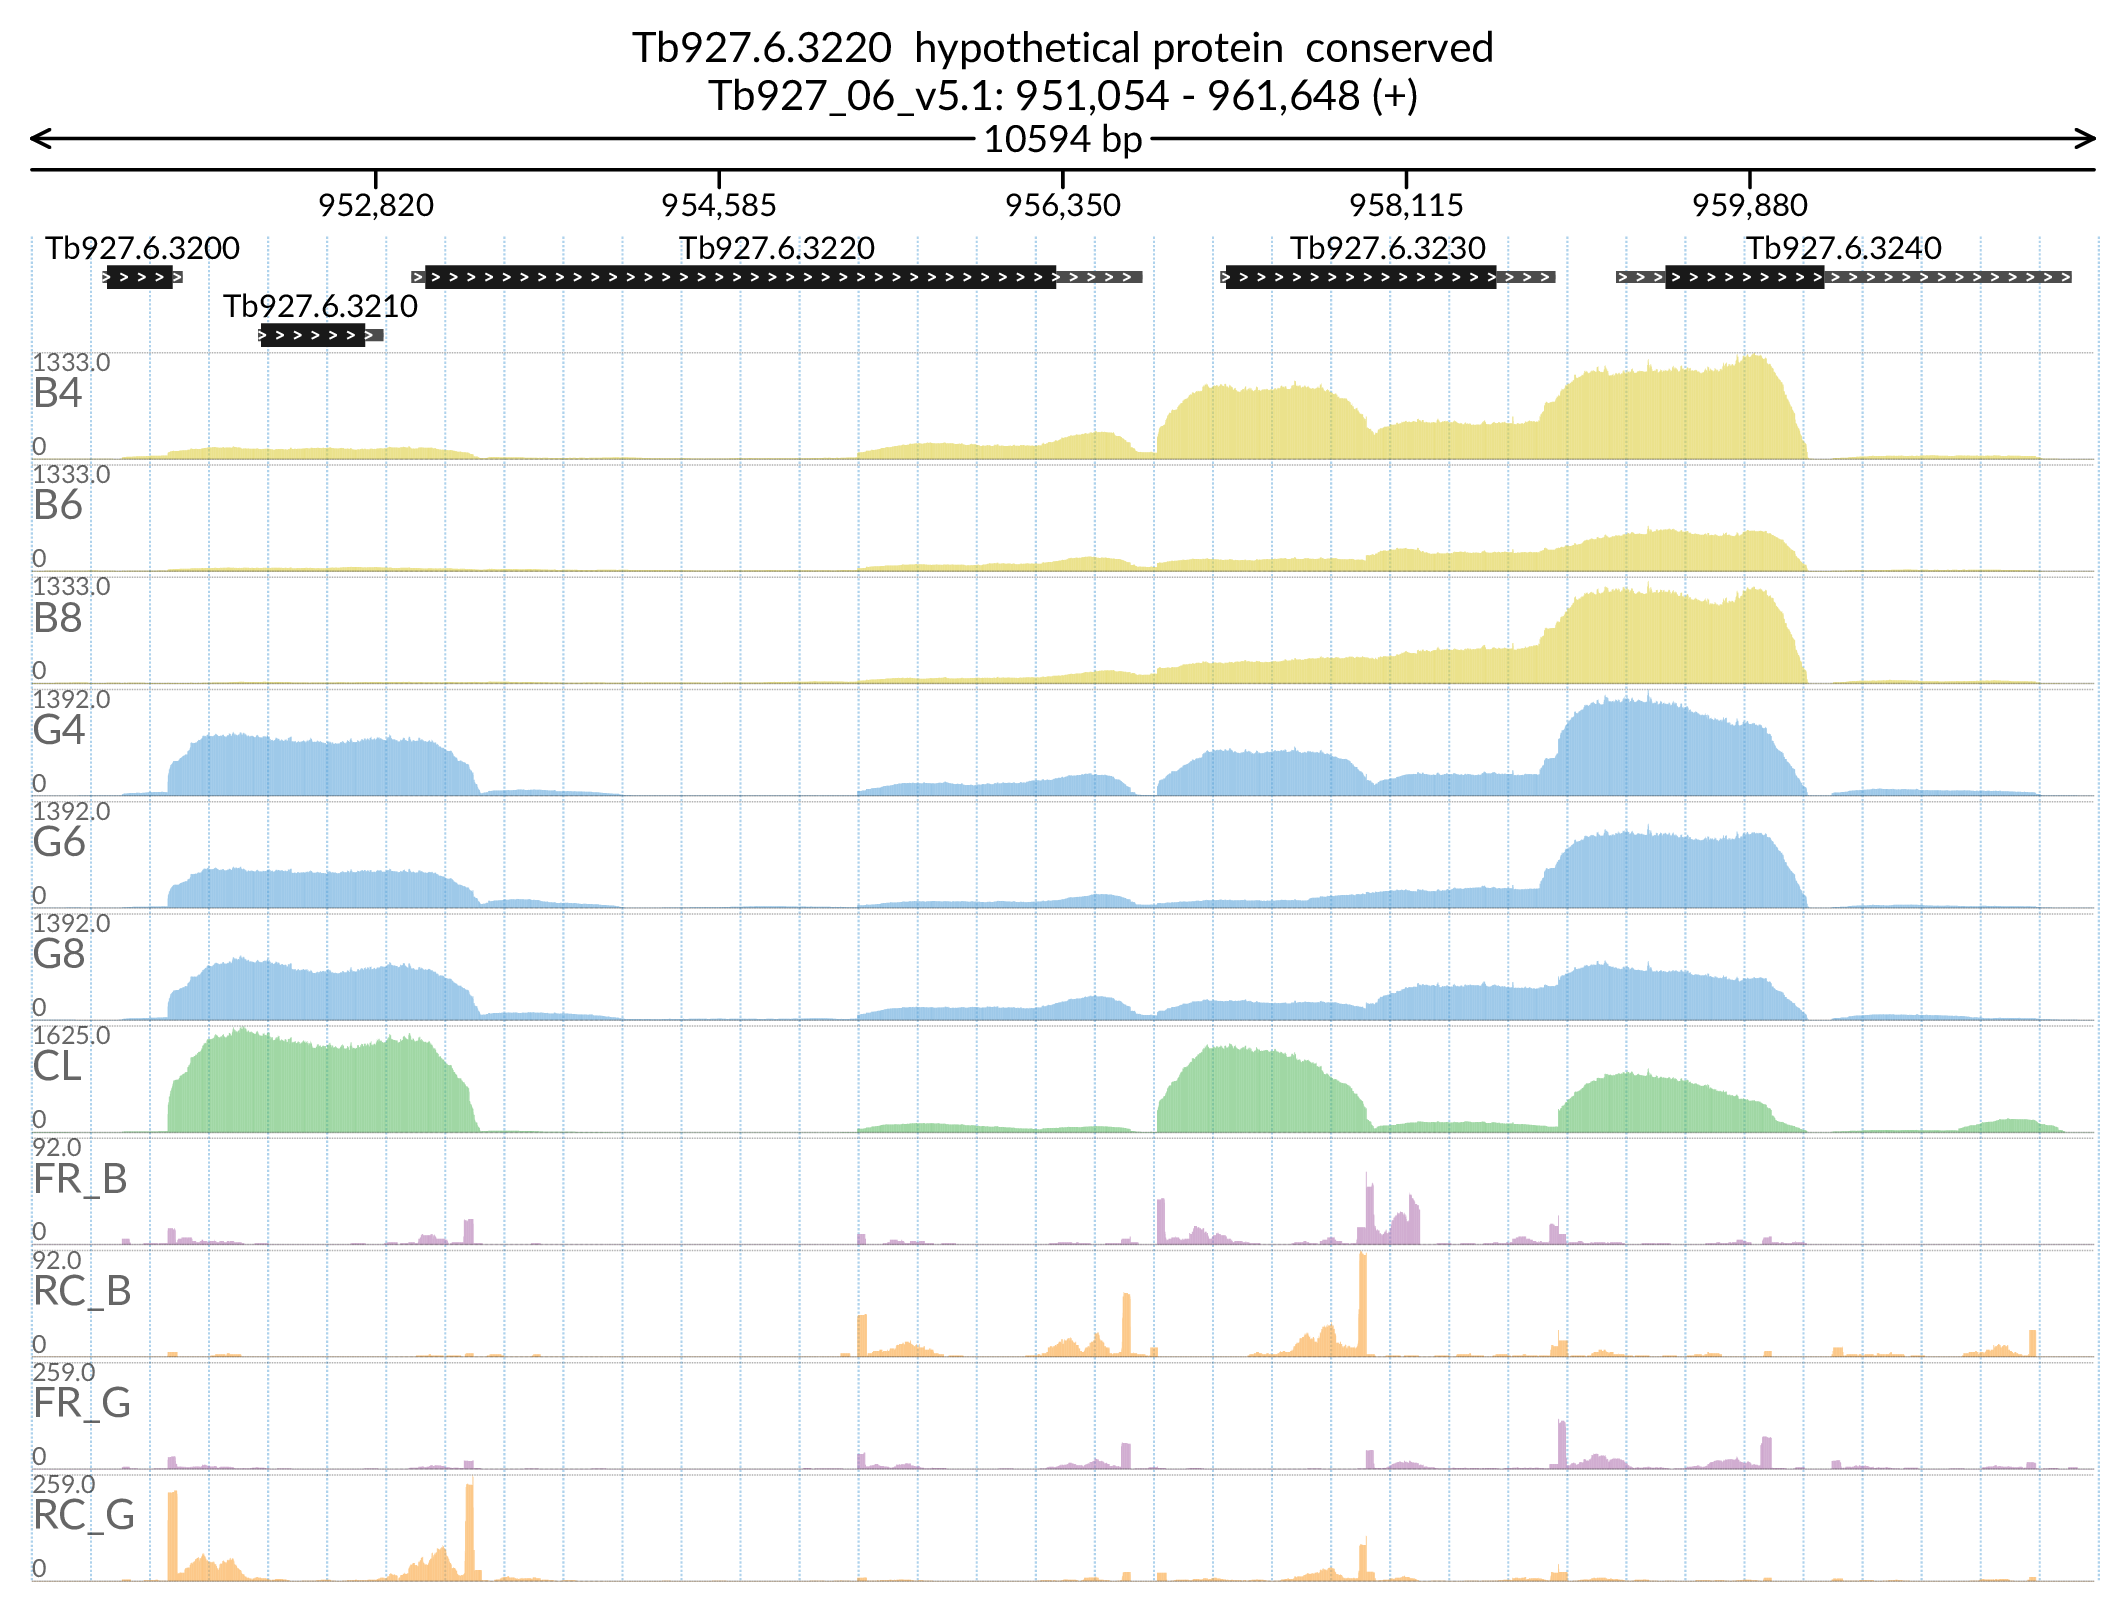 Tb927.6.3220  hypothetical protein  conserved
Tb927_06_v5.1: 951,054 - 961,648 (+)
10594 bp
952,820 954,585 956,350 958,115 959,880
Tb927.6.3200 Tb927.6.3220 Tb927.6.3230 Tb927.6.3240
Tb927.6.3210
1333.0
B4
0
1333.0
B6
0
1333.0
B8
0
1392.0
G4
0
1392.0
G6
0
1392.0
G8
0
1625.0
CL
0
92.0
FR_B
0
92.0
RC_B
0
259.0
FR_G
0
259.0
RC_G
0